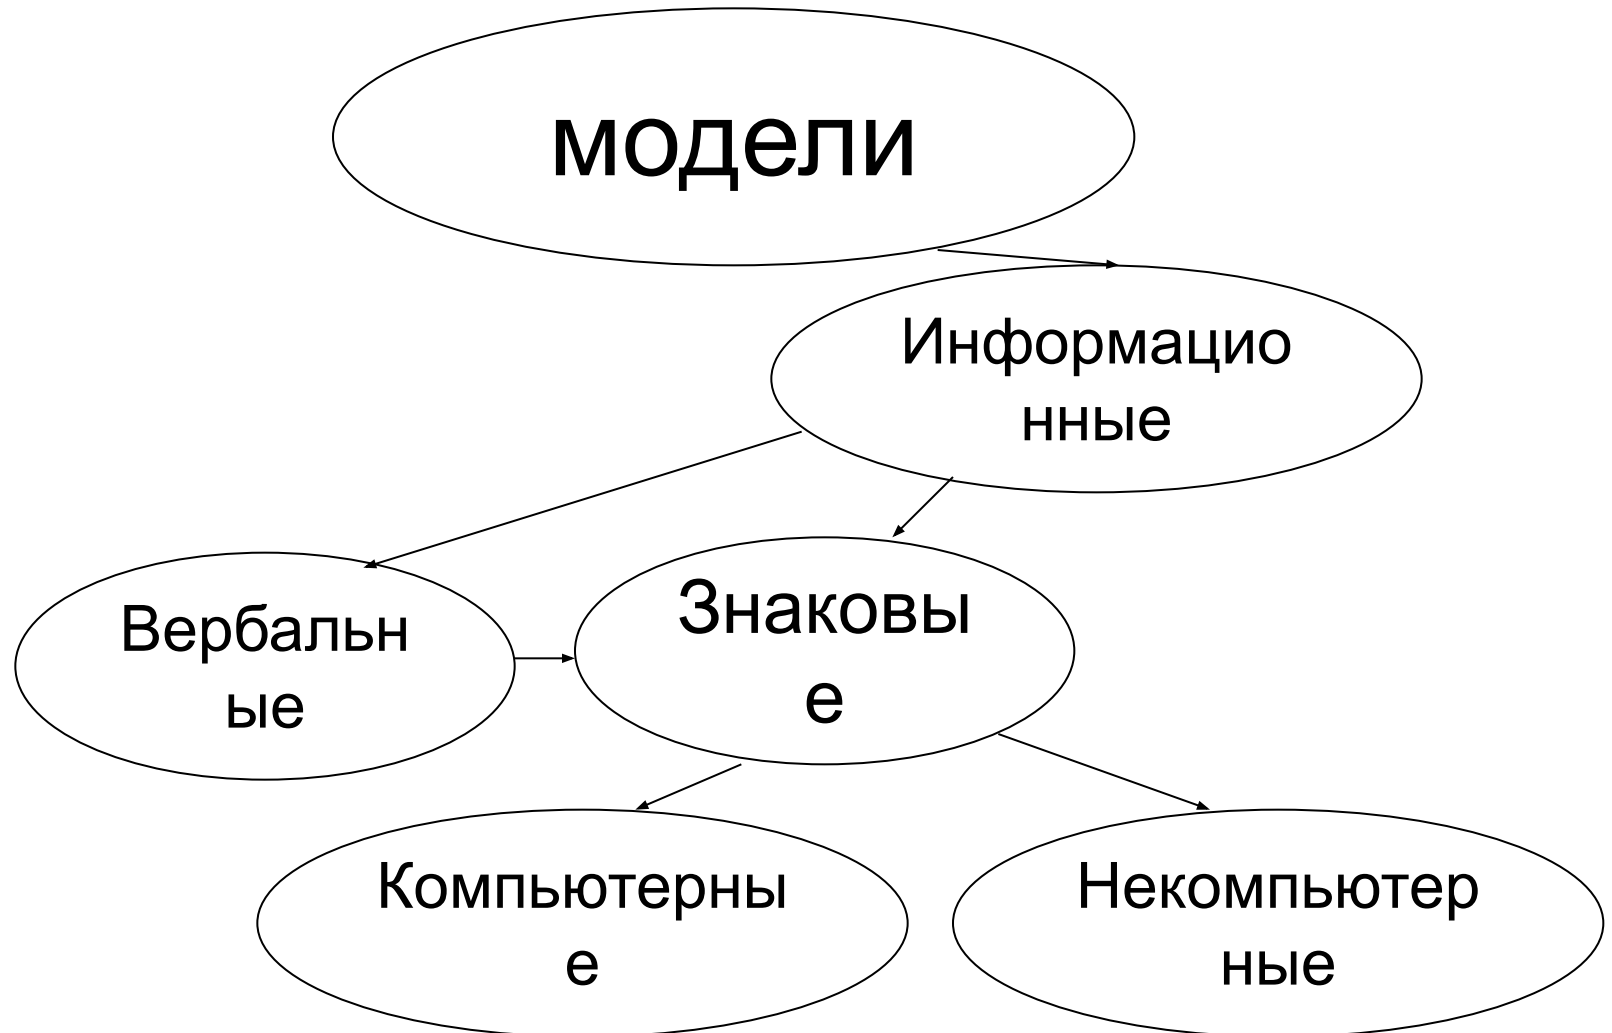 модели
Информацио
нные
Вербальн
ые
Знаковы
е
Компьютерны
е
Некомпьютер
ные